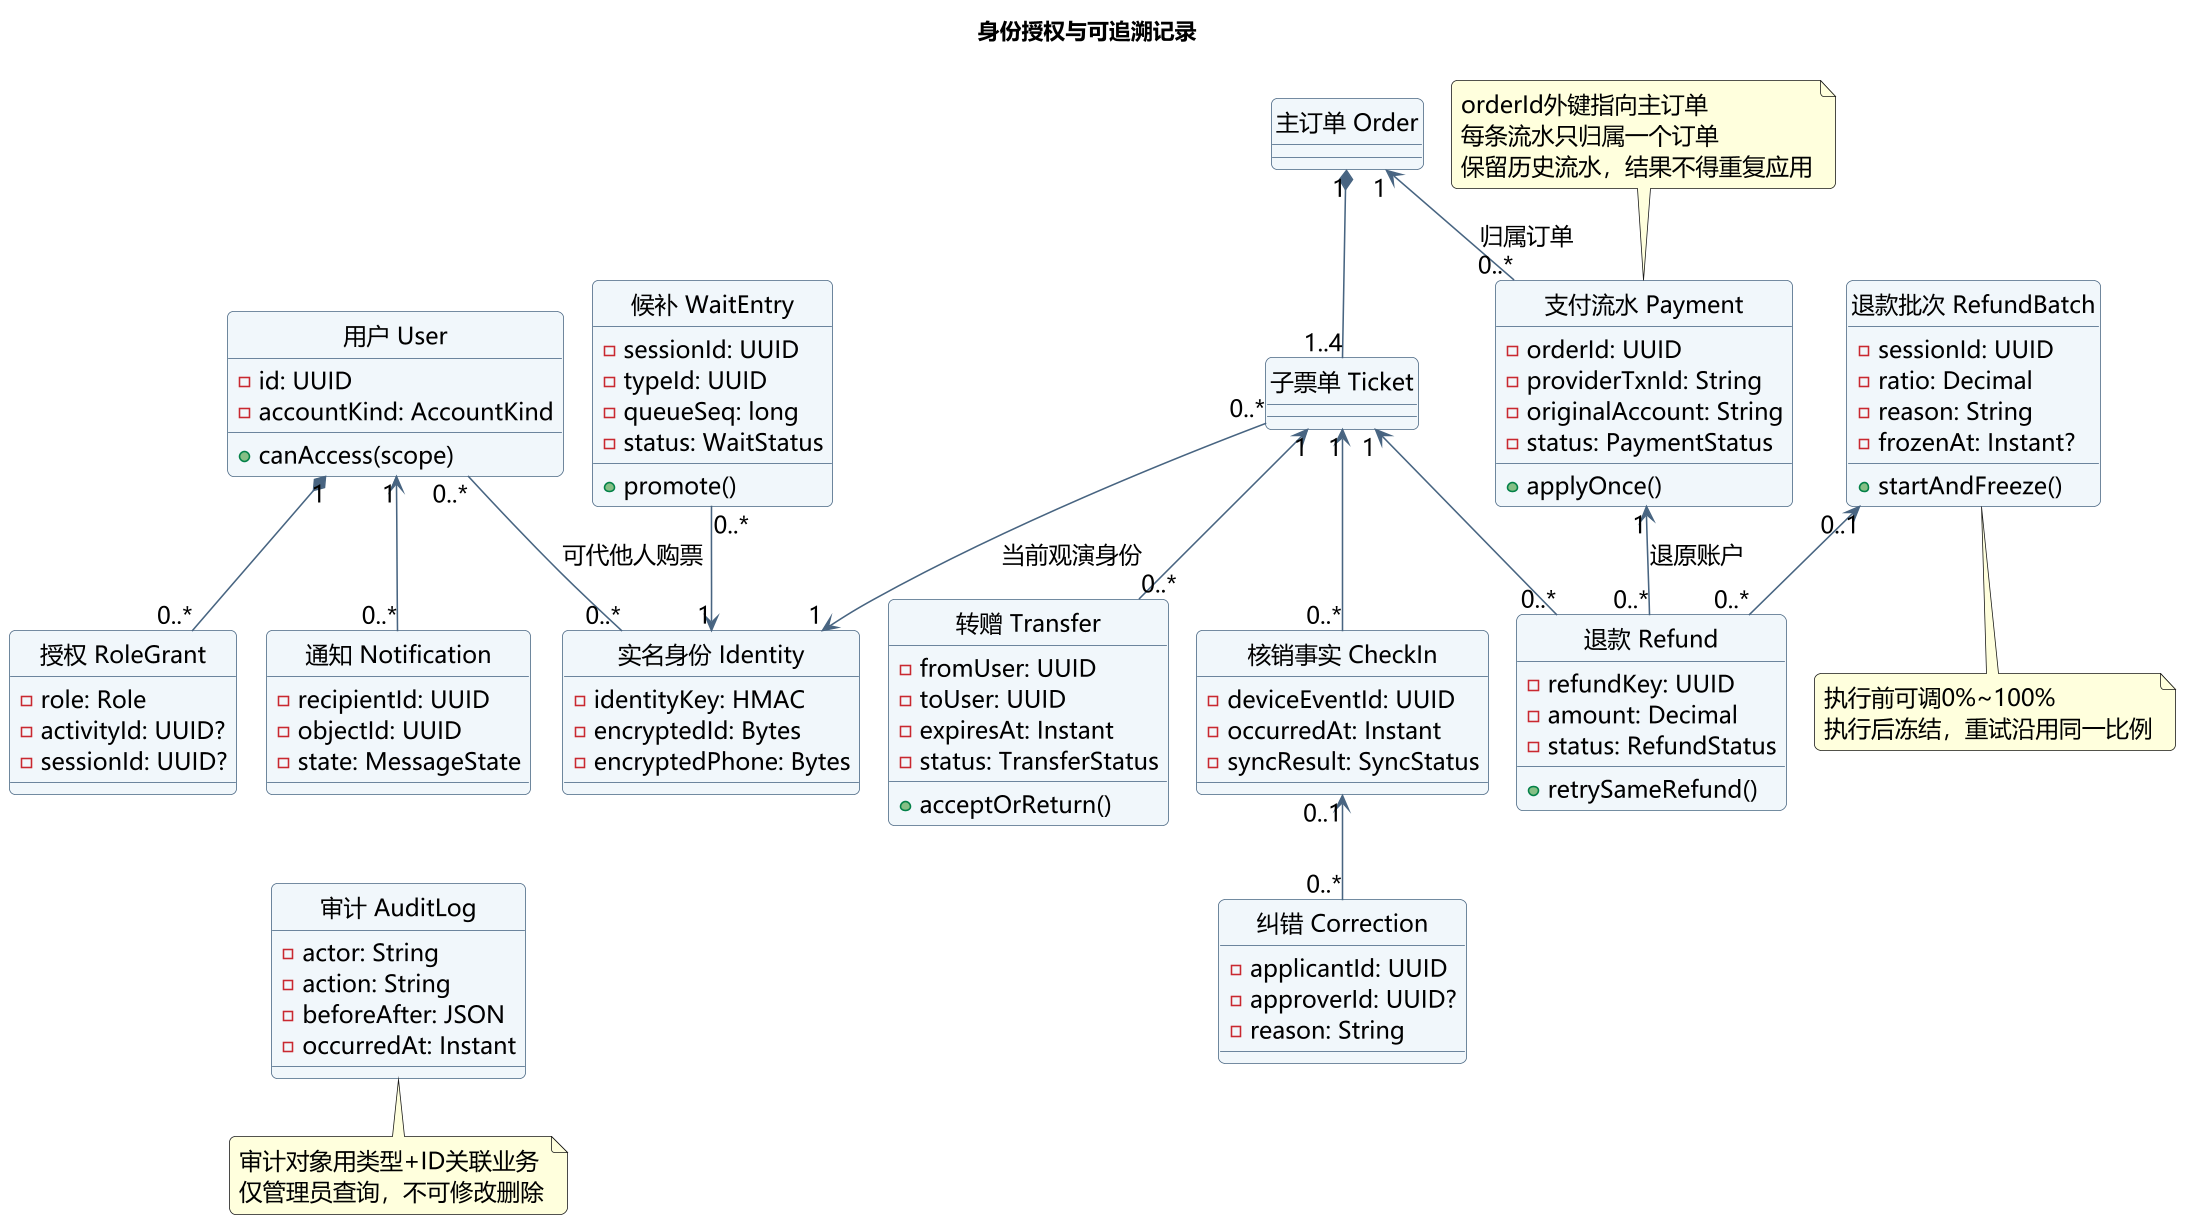 身份授权与可追溯记录
主订单 Order
orderId外键指向主订单
每条流水只归属一个订单
保留历史流水，结果不得重复应用
1
1
归属订单
0..*
1..4
用户 User
id: UUID
accountKind: AccountKind
canAccess(scope)
候补 WaitEntry
sessionId: UUID
typeId: UUID
queueSeq: long
status: WaitStatus
promote()
子票单 Ticket
支付流水 Payment
orderId: UUID
providerTxnId: String
originalAccount: String
status: PaymentStatus
applyOnce()
退款批次 RefundBatch
sessionId: UUID
ratio: Decimal
reason: String
frozenAt: Instant?
startAndFreeze()
0..*
1
1
1
1
1
0..*
0..*
1
0..1
可代他人购票
当前观演身份
退原账户
0..*
0..*
0..*
1
1
0..*
0..*
0..*
0..*
0..*
授权 RoleGrant
role: Role
activityId: UUID?
sessionId: UUID?
通知 Notification
recipientId: UUID
objectId: UUID
state: MessageState
实名身份 Identity
identityKey: HMAC
encryptedId: Bytes
encryptedPhone: Bytes
转赠 Transfer
fromUser: UUID
toUser: UUID
expiresAt: Instant
status: TransferStatus
acceptOrReturn()
核销事实 CheckIn
deviceEventId: UUID
occurredAt: Instant
syncResult: SyncStatus
退款 Refund
refundKey: UUID
amount: Decimal
status: RefundStatus
retrySameRefund()
执行前可调0%~100%
执行后冻结，重试沿用同一比例
0..1
0..*
审计 AuditLog
actor: String
action: String
beforeAfter: JSON
occurredAt: Instant
纠错 Correction
applicantId: UUID
approverId: UUID?
reason: String
审计对象用类型+ID关联业务
仅管理员查询，不可修改删除